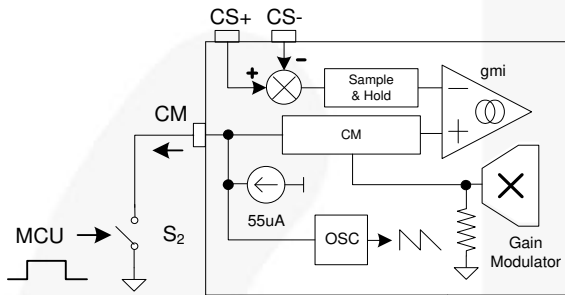 CS+ CS-
+ −
Sample
& Hold
gmi
−
CM
CM
+
55uA
MCU
S2
OSC
Gain
Modulator